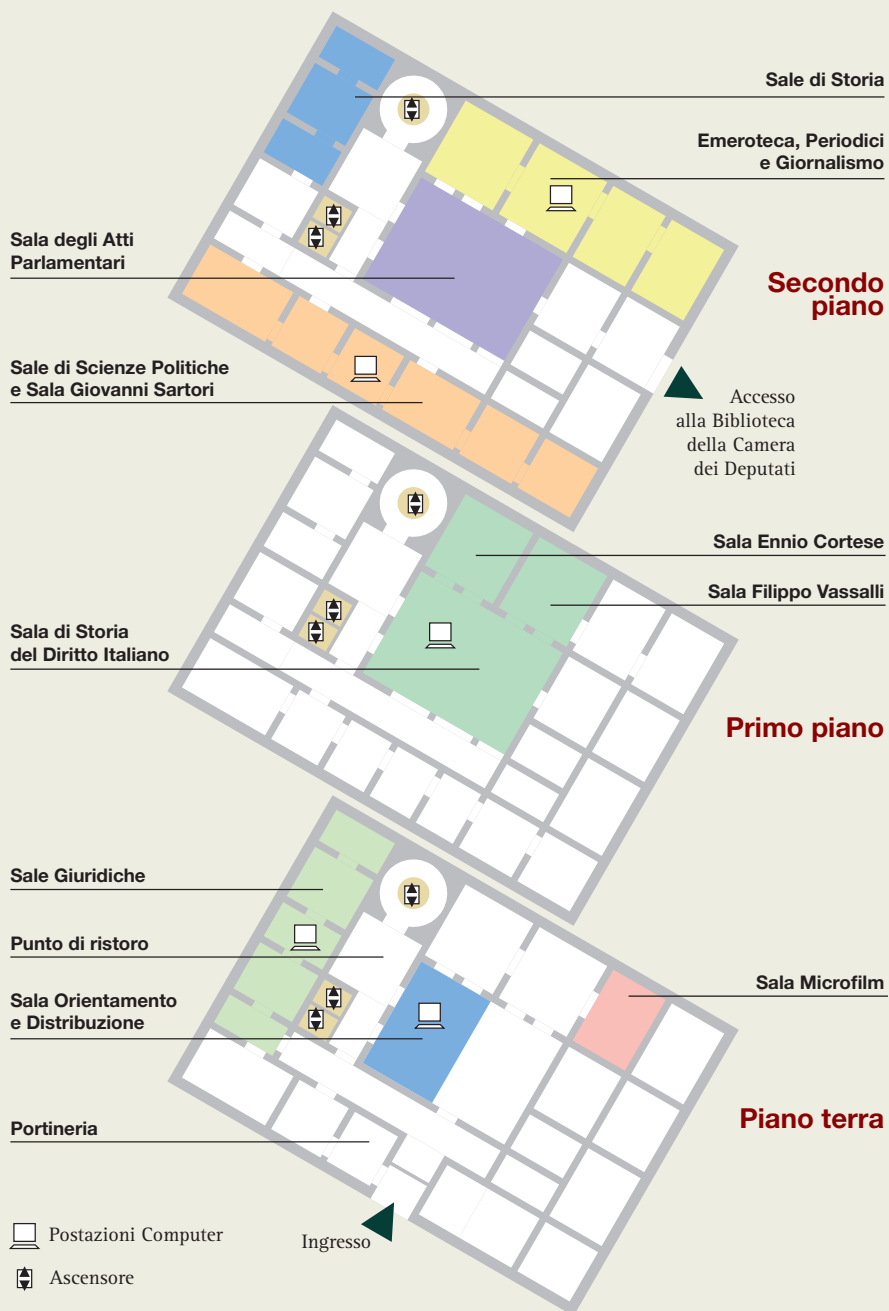 Sale di Storia
Emeroteca, Periodici
e Giornalismo
Sala degli Atti
Parlamentari
Secondo
piano
Sale di Scienze Politiche
e Sala Giovanni Sartori
Accesso
alla Biblioteca
della Camera
dei Deputati
Sala Ennio Cortese
Sala Filippo Vassalli
Sala di Storia
del Diritto Italiano
Primo piano
Sale Giuridiche
Punto di ristoro
Sala Orientamento
e Distribuzione
Sala Microfilm
Piano terra
Portineria
Ingresso
Postazioni Computer
Ascensore